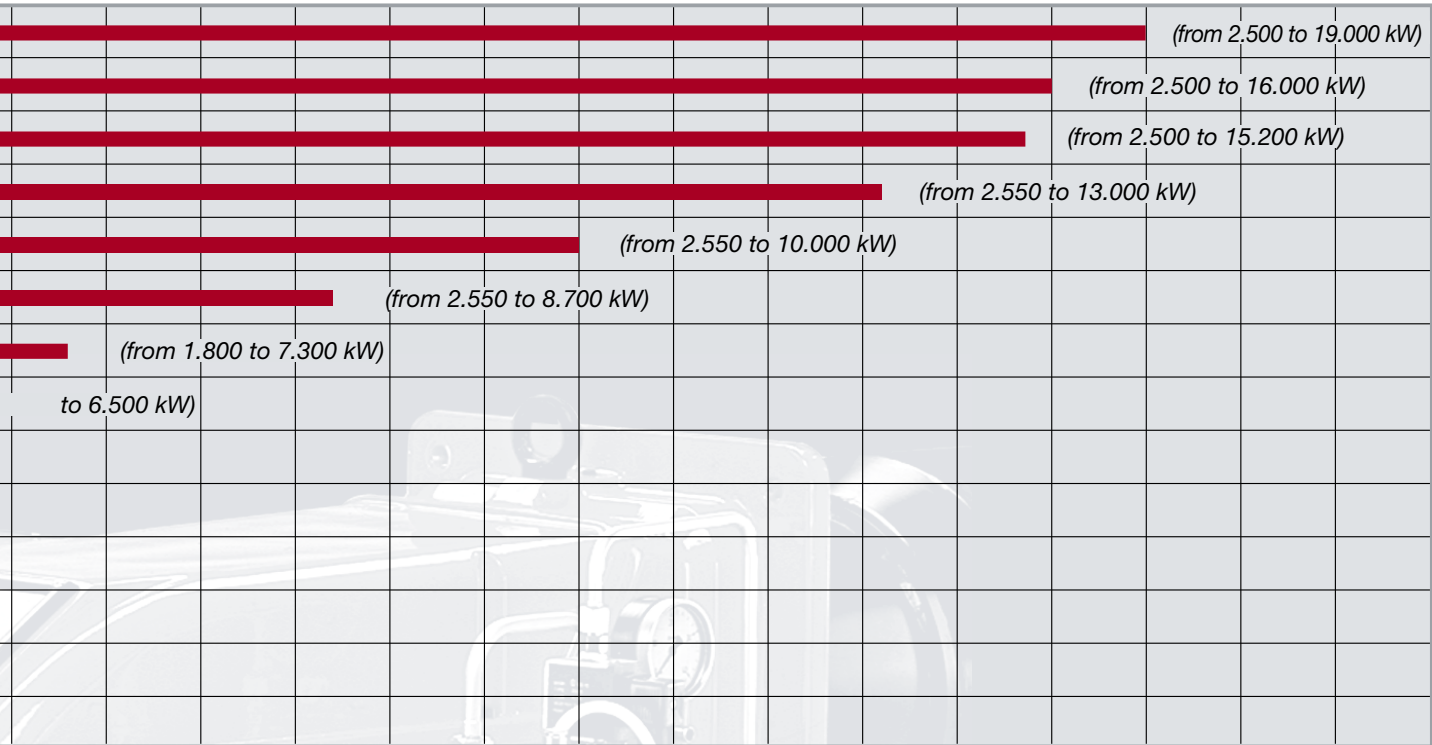 (from 2.500 to 19.000 kW)
(from 2.500 to 16.000 kW)
(from 2.500 to 15.200 kW)
(from 2.550 to 13.000 kW)
(from 2.550 to 10.000 kW)
(from 2.550 to 8.700 kW)
(from 1.800 to 7.300 kW)
to 6.500 kW)